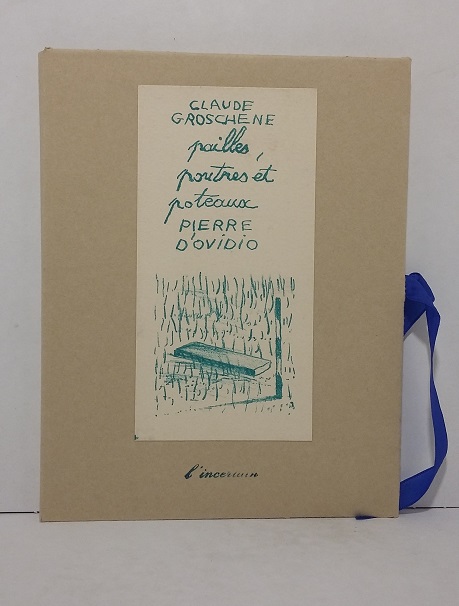 CLAUDE
GROSCHENE
pailles,
poutres et
poteaux
PIERRE
D'OVIDIO
l'incertain